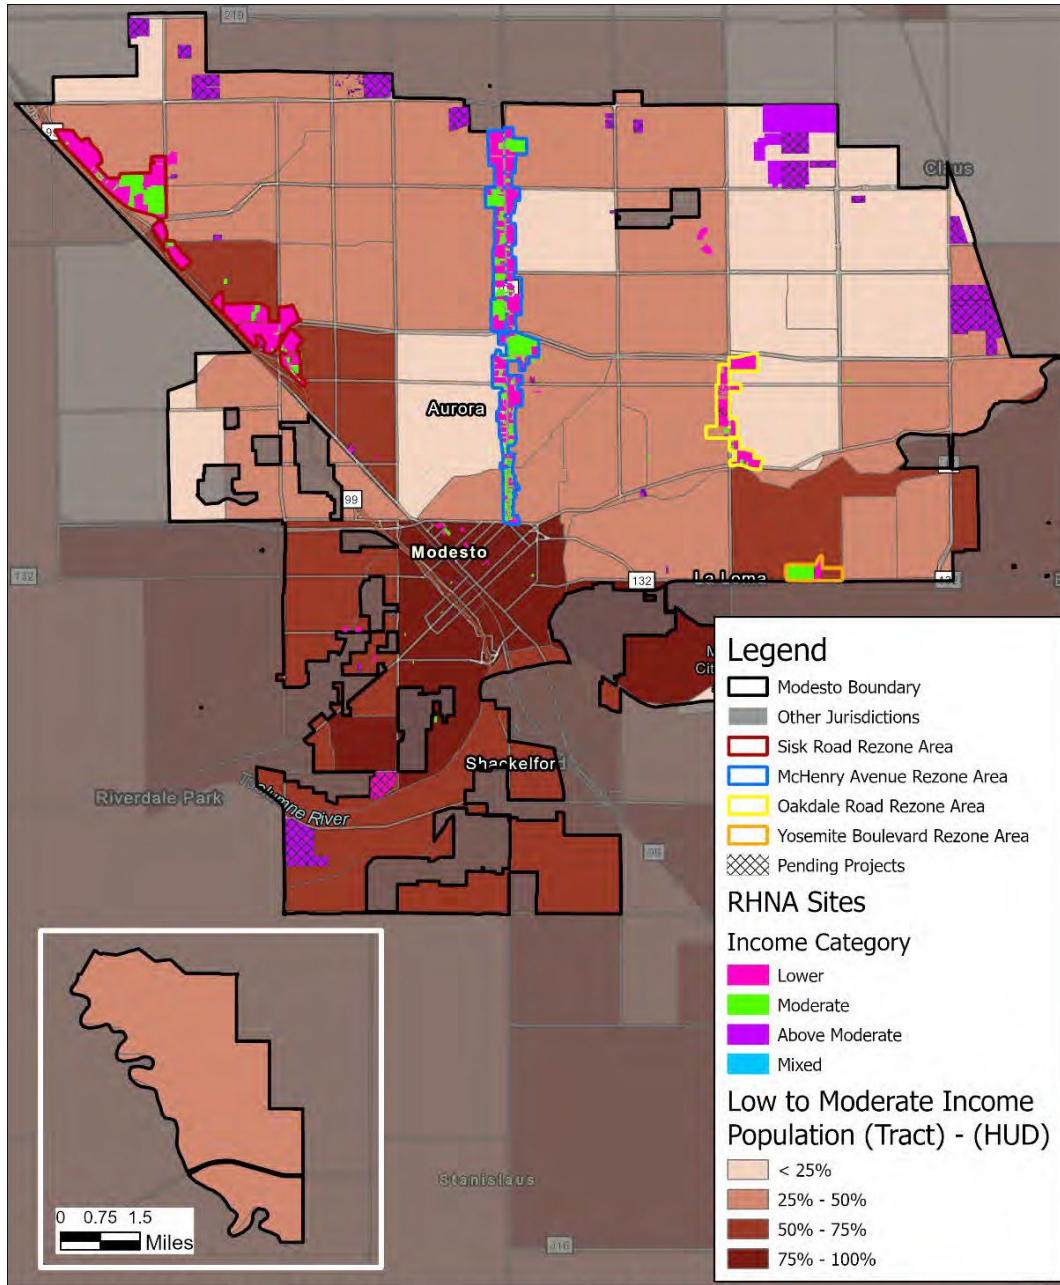 219
Claus
Aurora
99
Modesto
132
132
La Loma
Shackelford
Riverdale Park
Tuolumne River
Stanislaus
0 0.75 1.5
Miles
Legend
Modesto Boundary
Other Jurisdictions
Sisk Road Rezone Area
McHenry Avenue Rezone Area
Oakdale Road Rezone Area
Yosemite Boulevard Rezone Area
Pending Projects
RHNA Sites
Income Category
Lower
Moderate
Above Moderate
Mixed
Low to Moderate Income
Population (Tract) - (HUD)
< 25%
25% - 50%
50% - 75%
75% - 100%